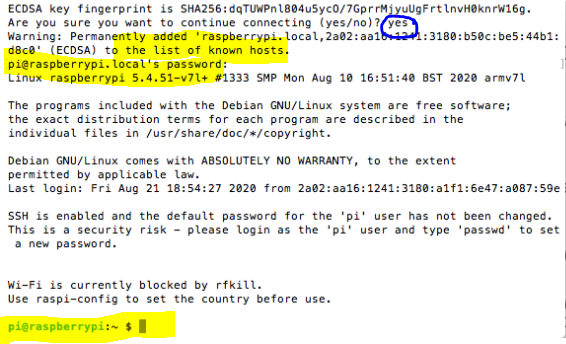 ECDSA key fingerprint is SHA256:dqTUWPnl804u5ycO/7GprrMjyuUgFrtlnvH0knrW16g.
Are you sure you want to continue connecting (yes/no)? yes
Warning: Permanently added 'raspberrypi.local,2a02:aa16:1241:3180:b50c:be5:44b1:
d8c0' (ECDSA) to the list of known hosts.
pi@raspberrypi.local's password:
Linux raspberrypi 5.4.51-v7l+ #1333 SMP Mon Aug 10 16:51:40 BST 2020 armv7l
The programs included with the Debian GNU/Linux system are free software;
the exact distribution terms for each program are described in the
individual files in /usr/share/doc/*/copyright.
Debian GNU/Linux comes with ABSOLUTELY NO WARRANTY, to the extent
permitted by applicable law.
Last login: Fri Aug 21 18:54:27 2020 from 2a02:aa16:1241:3180:a1f1:6e47:a087:59e
SSH is enabled and the default password for the 'pi' user has not been changed.
This is a security risk - please login as the 'pi' user and type 'passwd' to set
a new password.
Wi-Fi is currently blocked by rfkill.
Use raspi-config to set the country before use.
pi@raspberrypi:~ $